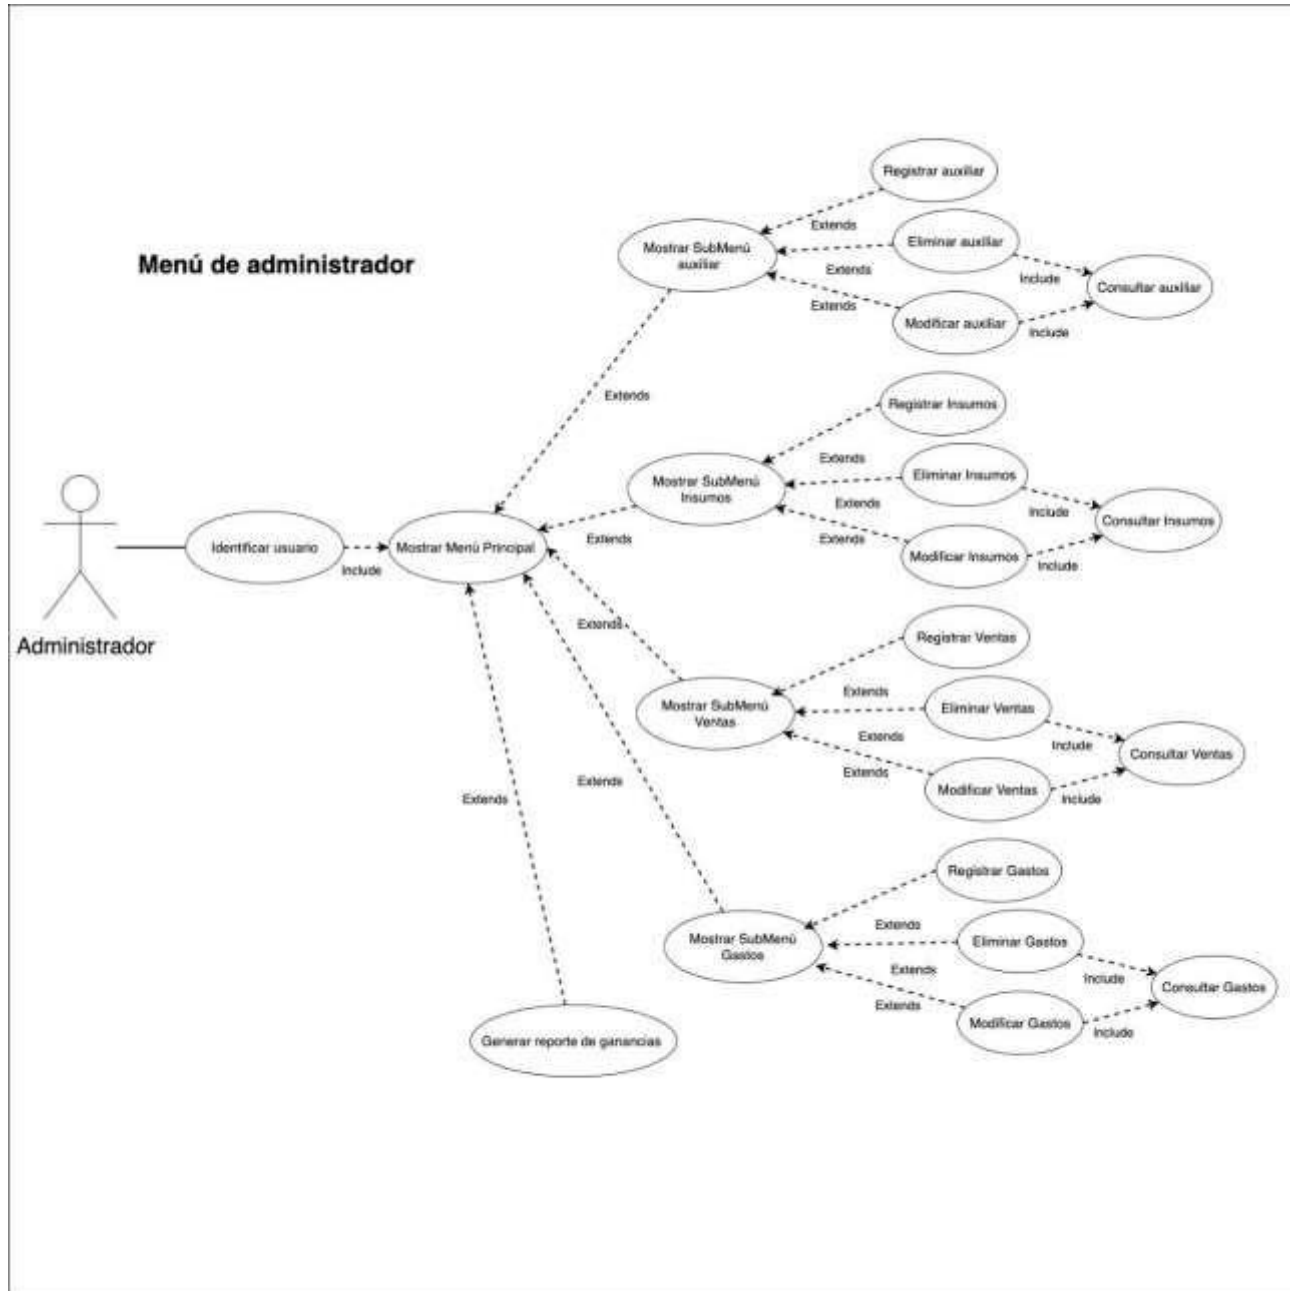 Menú de administrador
Administrador
Identificar usuario
Include
Mostrar Menú Principal
Extends
Extends
Extends
Extends
Extends
Mostrar SubMenú
auxiliar
Registrar auxiliar
Extends
Eliminar auxiliar
Extends
Extends
Modificar auxiliar
Include
Include
Consultar auxiliar
Mostrar SubMenú
Insumos
Registrar Insumos
Extends
Eliminar Insumos
Extends
Extends
Modificar Insumos
Include
Include
Consultar Insumos
Mostrar SubMenú
Ventas
Registrar Ventas
Extends
Eliminar Ventas
Extends
Extends
Modificar Ventas
Include
Include
Consultar Ventas
Mostrar SubMenú
Gastos
Registrar Gastos
Extends
Eliminar Gastos
Extends
Extends
Modificar Gastos
Include
Include
Consultar Gastos
Generar reporte de ganancias